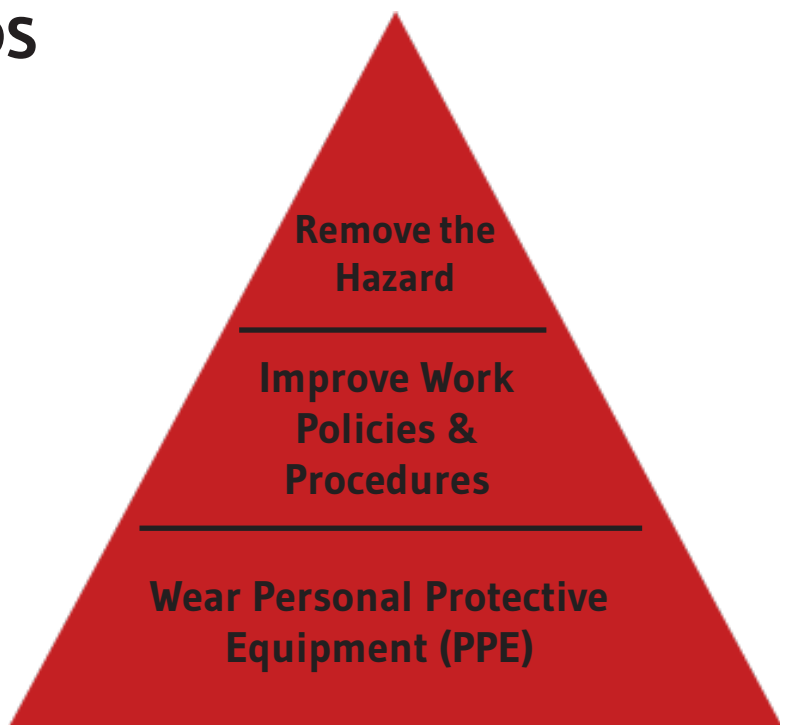 Remove the
Hazard
Improve Work
Policies &
Procedures
Wear Personal Protective
Equipment (PPE)